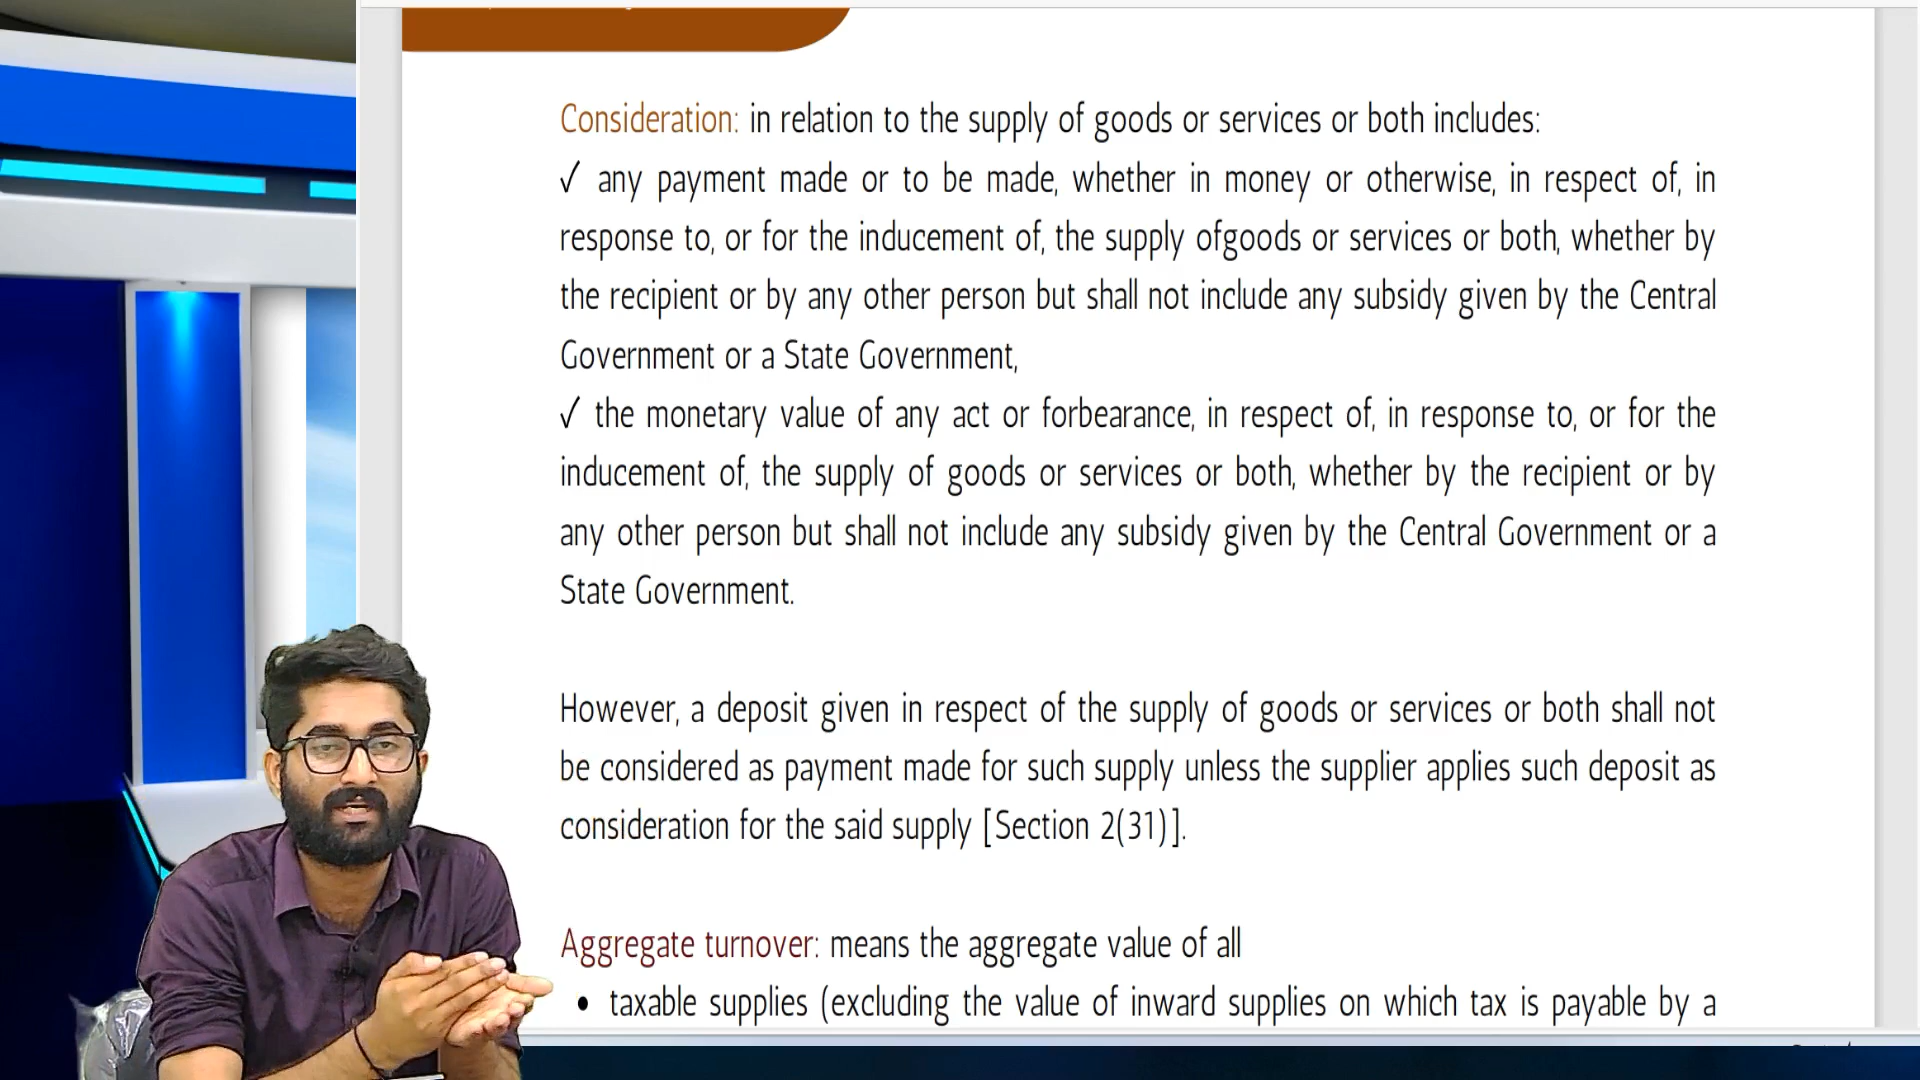 Consideration: in relation to the supply of goods or services or both includes:
✓ any payment made or to be made, whether in money or otherwise, in respect of, in
response to, or for the inducement of, the supply ofgoods or services or both, whether by
the recipient or by any other person but shall not include any subsidy given by the Central
Government or a State Government,
✓ the monetary value of any act or forbearance, in respect of, in response to, or for the
inducement of, the supply of goods or services or both, whether by the recipient or by
any other person but shall not include any subsidy given by the Central Government or a
State Government.
However, a deposit given in respect of the supply of goods or services or both shall not
be considered as payment made for such supply unless the supplier applies such deposit as
consideration for the said supply [Section 2(31)].
Aggregate turnover: means the aggregate value of all
• taxable supplies (excluding the value of inward supplies on which tax is payable by a